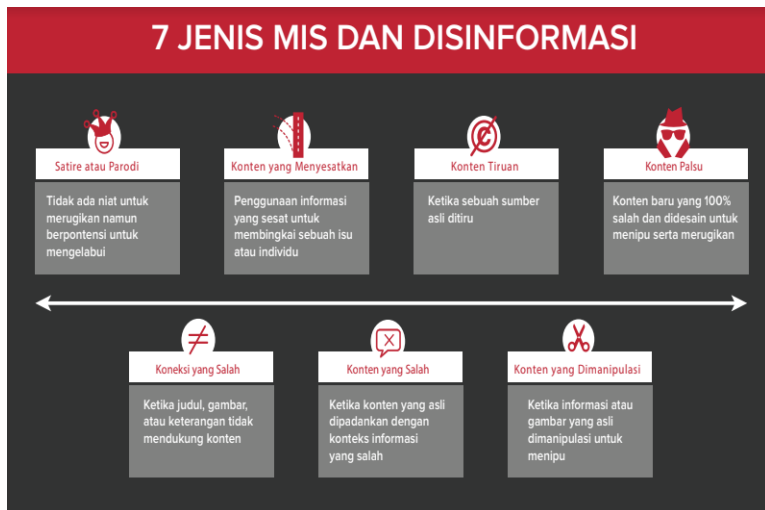 7 JENIS MIS DAN DISINFORMASI
Satire atau Parodi
Tidak ada niat untuk
merugikan namun
berpotensi untuk
mengelabui
Konten yang Menyesatkan
Penggunaan informasi
yang sesat untuk
membingkai sebuah isu
atau individu
Konten Tiruan
Ketika sebuah sumber
asli ditiru
Konten Palsu
Konten baru yang 100%
salah dan didesain untuk
menipu serta merugikan
Koneksi yang Salah
Ketika judul, gambar,
atau keterangan tidak
mendukung konten
Konten yang Salah
Ketika konten yang asli
dipadankan dengan
konteks informasi
yang salah
Konten yang Dimanipulasi
Ketika informasi atau
gambar yang asli
dimanipulasi untuk
menipu